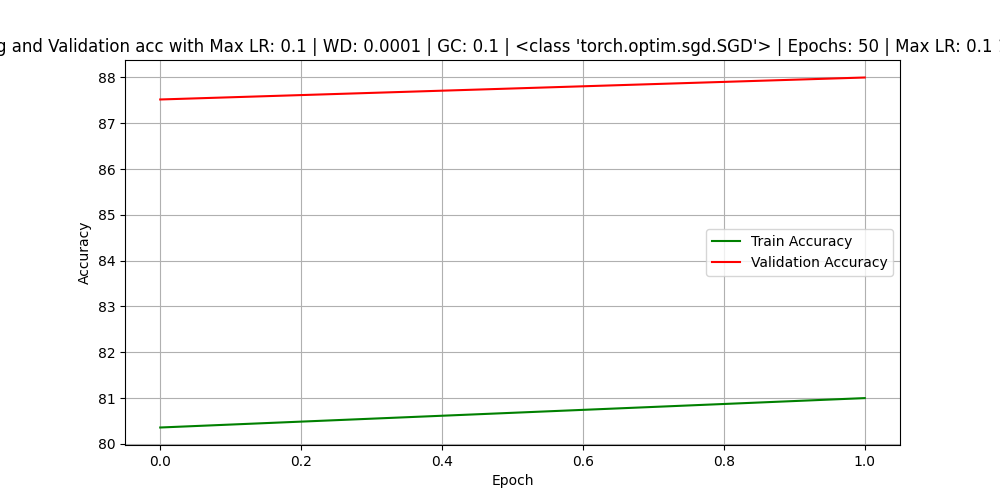 g and Validation acc with Max LR: 0.1 | WD: 0.0001 | GC: 0.1 | <class 'torch.optim.sgd.SGD'> | Epochs: 50 | Max LR: 0.1
88
87
86
85
84
83
82
81
80
Accuracy
Train Accuracy
Validation Accuracy
0.0 0.2 0.4 0.6 0.8 1.0
Epoch